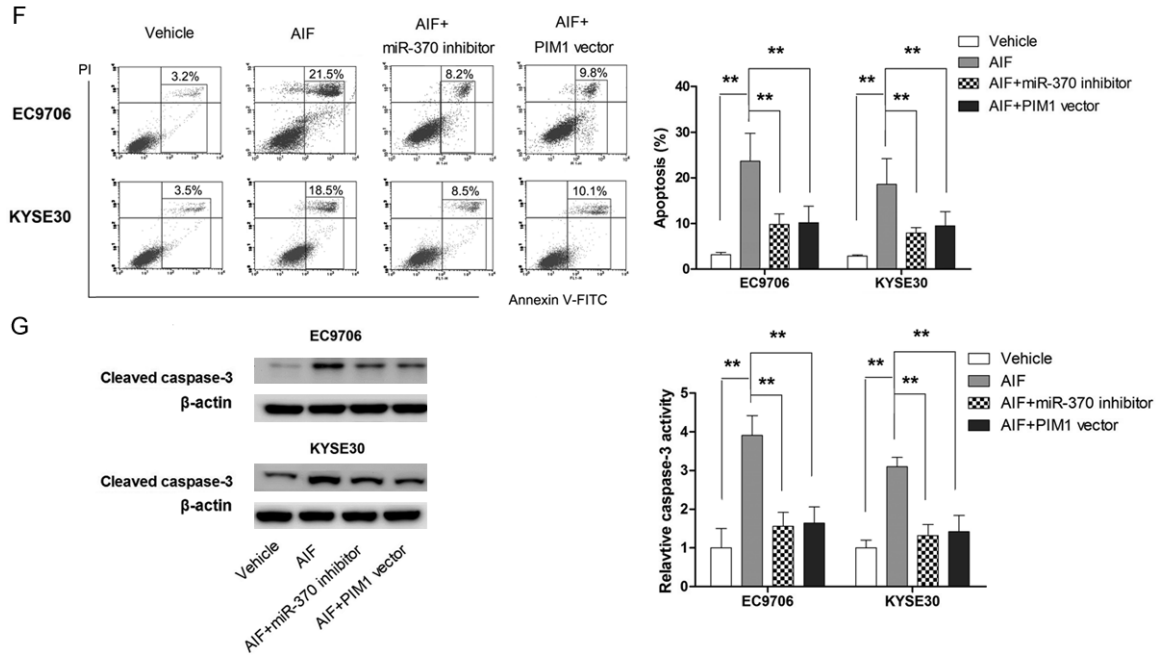 F
Vehicle
AIF
AIF+
miR-370 inhibitor
AIF+
PIM1 vector
PI
EC9706
3.2%
21.5%
8.2%
9.8%
KYSE30
3.5%
18.5%
8.5%
10.1%
Annexin V-FITC
Apoptosis (%)
40
30
20
10
0
**
**
**
**
**
**
EC9706
KYSE30
Vehicle
AIF
AIF+miR-370 inhibitor
AIF+PIM1 vector
G
EC9706
Cleaved caspase-3
β-actin
KYSE30
Cleaved caspase-3
β-actin
Vehicle
AIF
AIF+miR-370 inhibitor
AIF+PIM1 vector
Relavtive caspase-3 activity
5
4
3
2
1
0
**
**
**
**
**
**
EC9706
KYSE30
Vehicle
AIF
AIF+miR-370 inhibitor
AIF+PIM1 vector